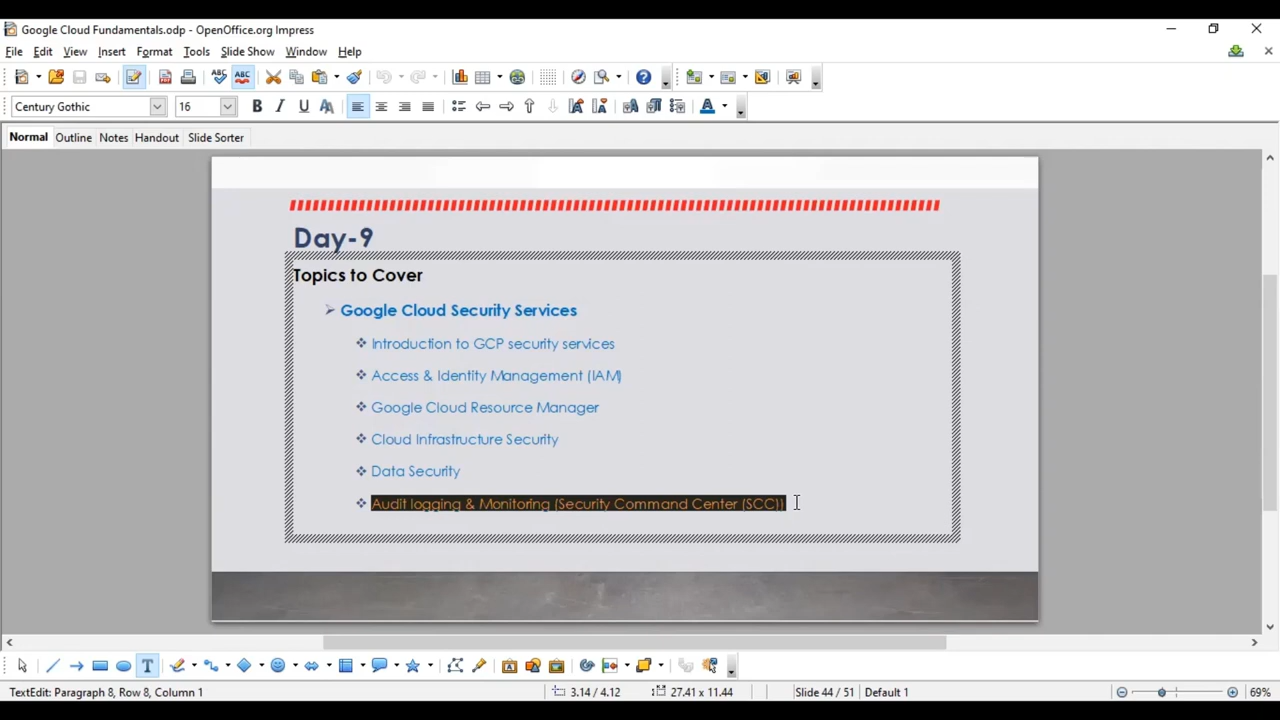 Google Cloud Fundamentals.odp - OpenOffice.org Impress
File Edit View Insert Format Tools Slide Show Window Help
Century Gothic 16
Normal Outline Notes Handout Slide Sorter
Day-9
Topics to Cover
Google Cloud Security Services
Introduction to GCP security services
Access & Identity Management (IAM)
Google Cloud Resource Manager
Cloud Infrastructure Security
Data Security
Audit logging & Monitoring (Security Command Center (SCC))
TextEdit: Paragraph 8, Row 8, Column 1 3.14 / 4.12 27.41 x 11.44 Slide 44 / 51 Default 1 69%